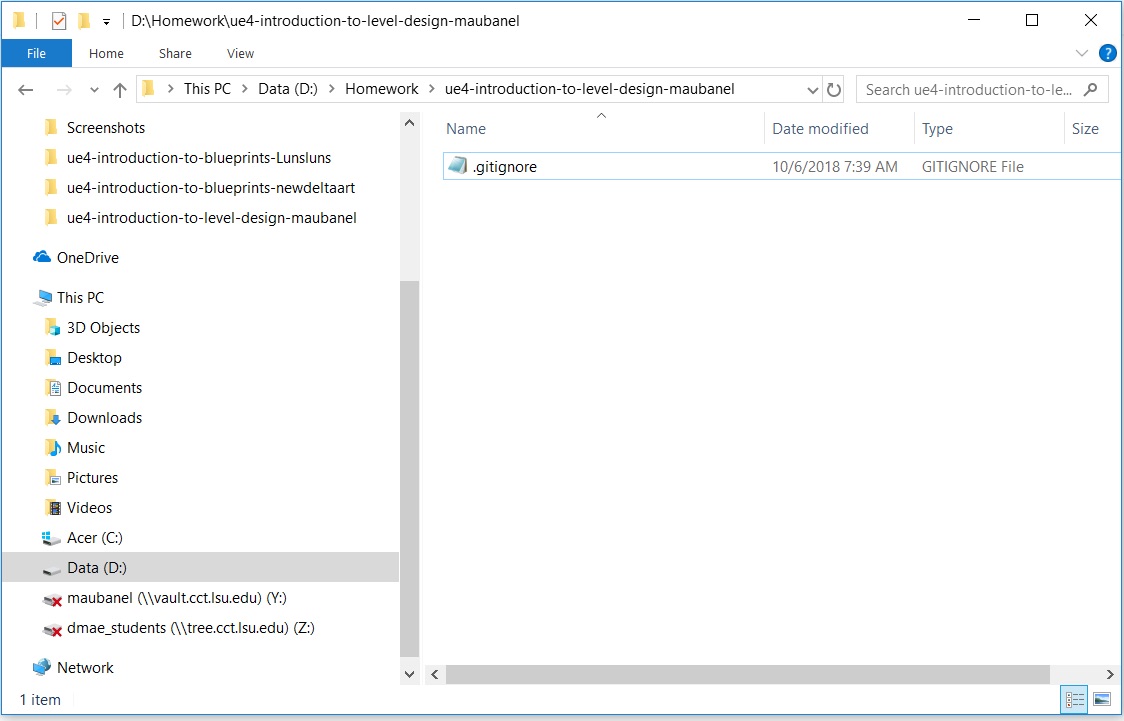 D:\Homework\ue4-introduction-to-level-design-maubanel
File Home Share View
?
This PC Data (D:) Homework ue4-introduction-to-level-design-maubanel
Search ue4-introduction-to-le...
Screenshots
ue4-introduction-to-blueprints-Lunsluns
ue4-introduction-to-blueprints-newdeltaart
ue4-introduction-to-level-design-maubanel
OneDrive
This PC
3D Objects
Desktop
Documents
Downloads
Music
Pictures
Videos
Acer (C:)
Data (D:)
maubanel (\\vault.cct.lsu.edu) (Y:)
dmae_students (\\tree.cct.lsu.edu) (Z:)
Network
Name Date modified Type Size
.gitignore 10/6/2018 7:39 AM GITIGNORE File
1 item